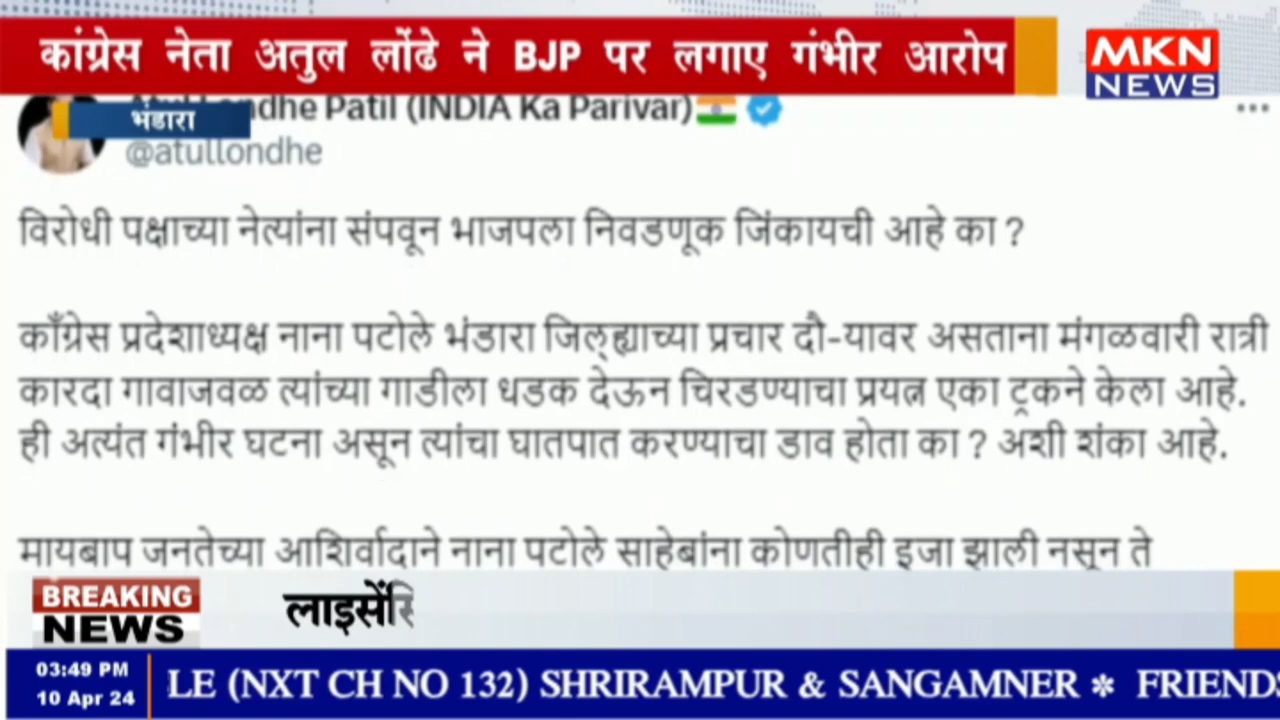 कांग्रेस नेता अतुल लोंढे ने BJP पर लगाए गंभीर आरोप
MKN
NEWS
भंडारा
dhe Patil (INDIA Ka Parivar)
@atullondhe
विरोधी पक्षाच्या नेत्यांना संपवून भाजपला निवडणूक जिंकायची आहे का ?
काँग्रेस प्रदेशाध्यक्ष नाना पटोले भंडारा जिल्ह्याच्या प्रचार दौ-यावर असताना मंगळवारी रात्री
कारदा गावाजवळ त्यांच्या गाडीला धडक देऊन चिरडण्याचा प्रयत्न एका ट्रकने केला आहे.
ही अत्यंत गंभीर घटना असून त्यांचा घातपात करण्याचा डाव होता का ? अशी शंका आहे.
मायबाप जनतेच्या आशिर्वादाने नाना पटोले साहेबांना कोणतीही इजा झाली नसून ते
BREAKING
NEWS
लाइसेंसि
03:49 PM
10 Apr 24
LE (NXT CH NO 132) SHRIRAMPUR & SANGAMNER * FRIENDS